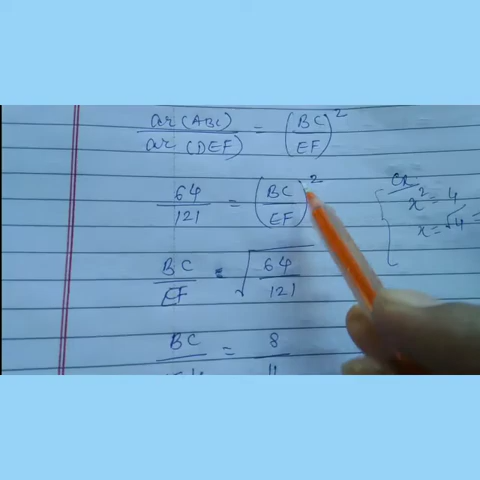 ar(ABC)/ar(DEF) = (BC/EF)²
64/121 = (BC/EF)²
BC/EF = √(64/121)
BC/ = 8/11
x² = 4
x = √4 =